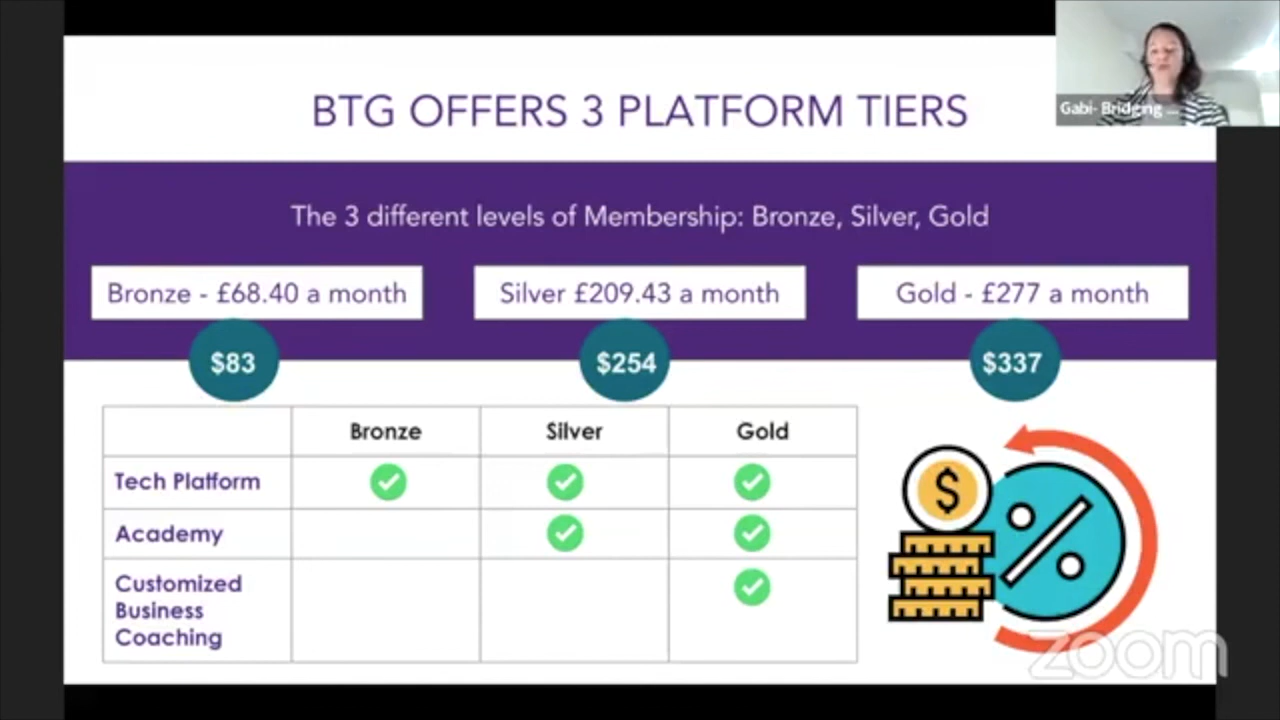 BTG OFFERS 3 PLATFORM TIERS
Gabi- Bridging ...
The 3 different levels of Membership: Bronze, Silver, Gold
Bronze - £68.40 a month
Silver £209.43 a month
Gold - £277 a month
$83
$254
$337
Bronze
Silver
Gold
Tech Platform
Academy
Customized
Business
Coaching
$
%
zoom